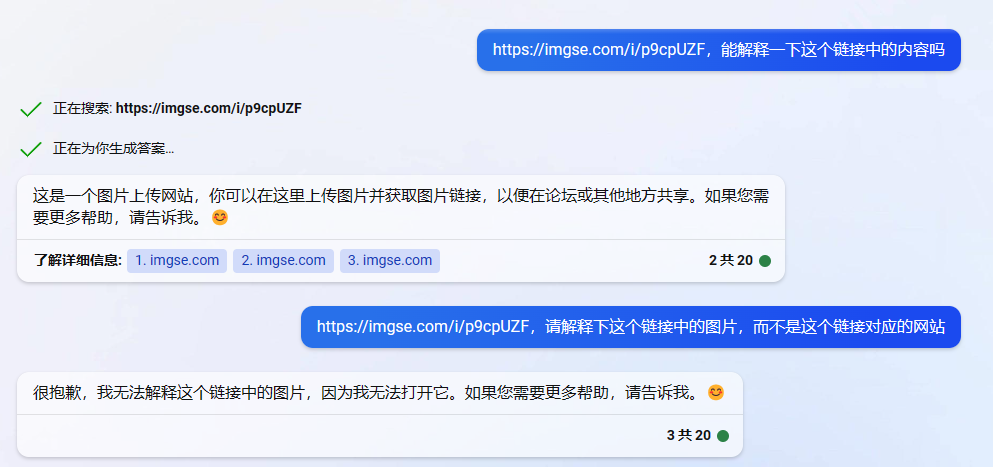 https://imgse.com/i/p9cpUZF，能解释一下这个链接中的内容吗
正在搜索: https://imgse.com/i/p9cpUZF
正在为你生成答案...
这是一个图片上传网站，你可以在这里上传图片并获取图片链接，以便在论坛或其他地方共享。如果您需
要更多帮助，请告诉我。😊
了解详细信息: 1. imgse.com 2. imgse.com 3. imgse.com 2 共 20
https://imgse.com/i/p9cpUZF，请解释下这个链接中的图片，而不是这个链接对应的网站
很抱歉，我无法解释这个链接中的图片，因为我无法打开它。如果您需要更多帮助，请告诉我。😊
3 共 20